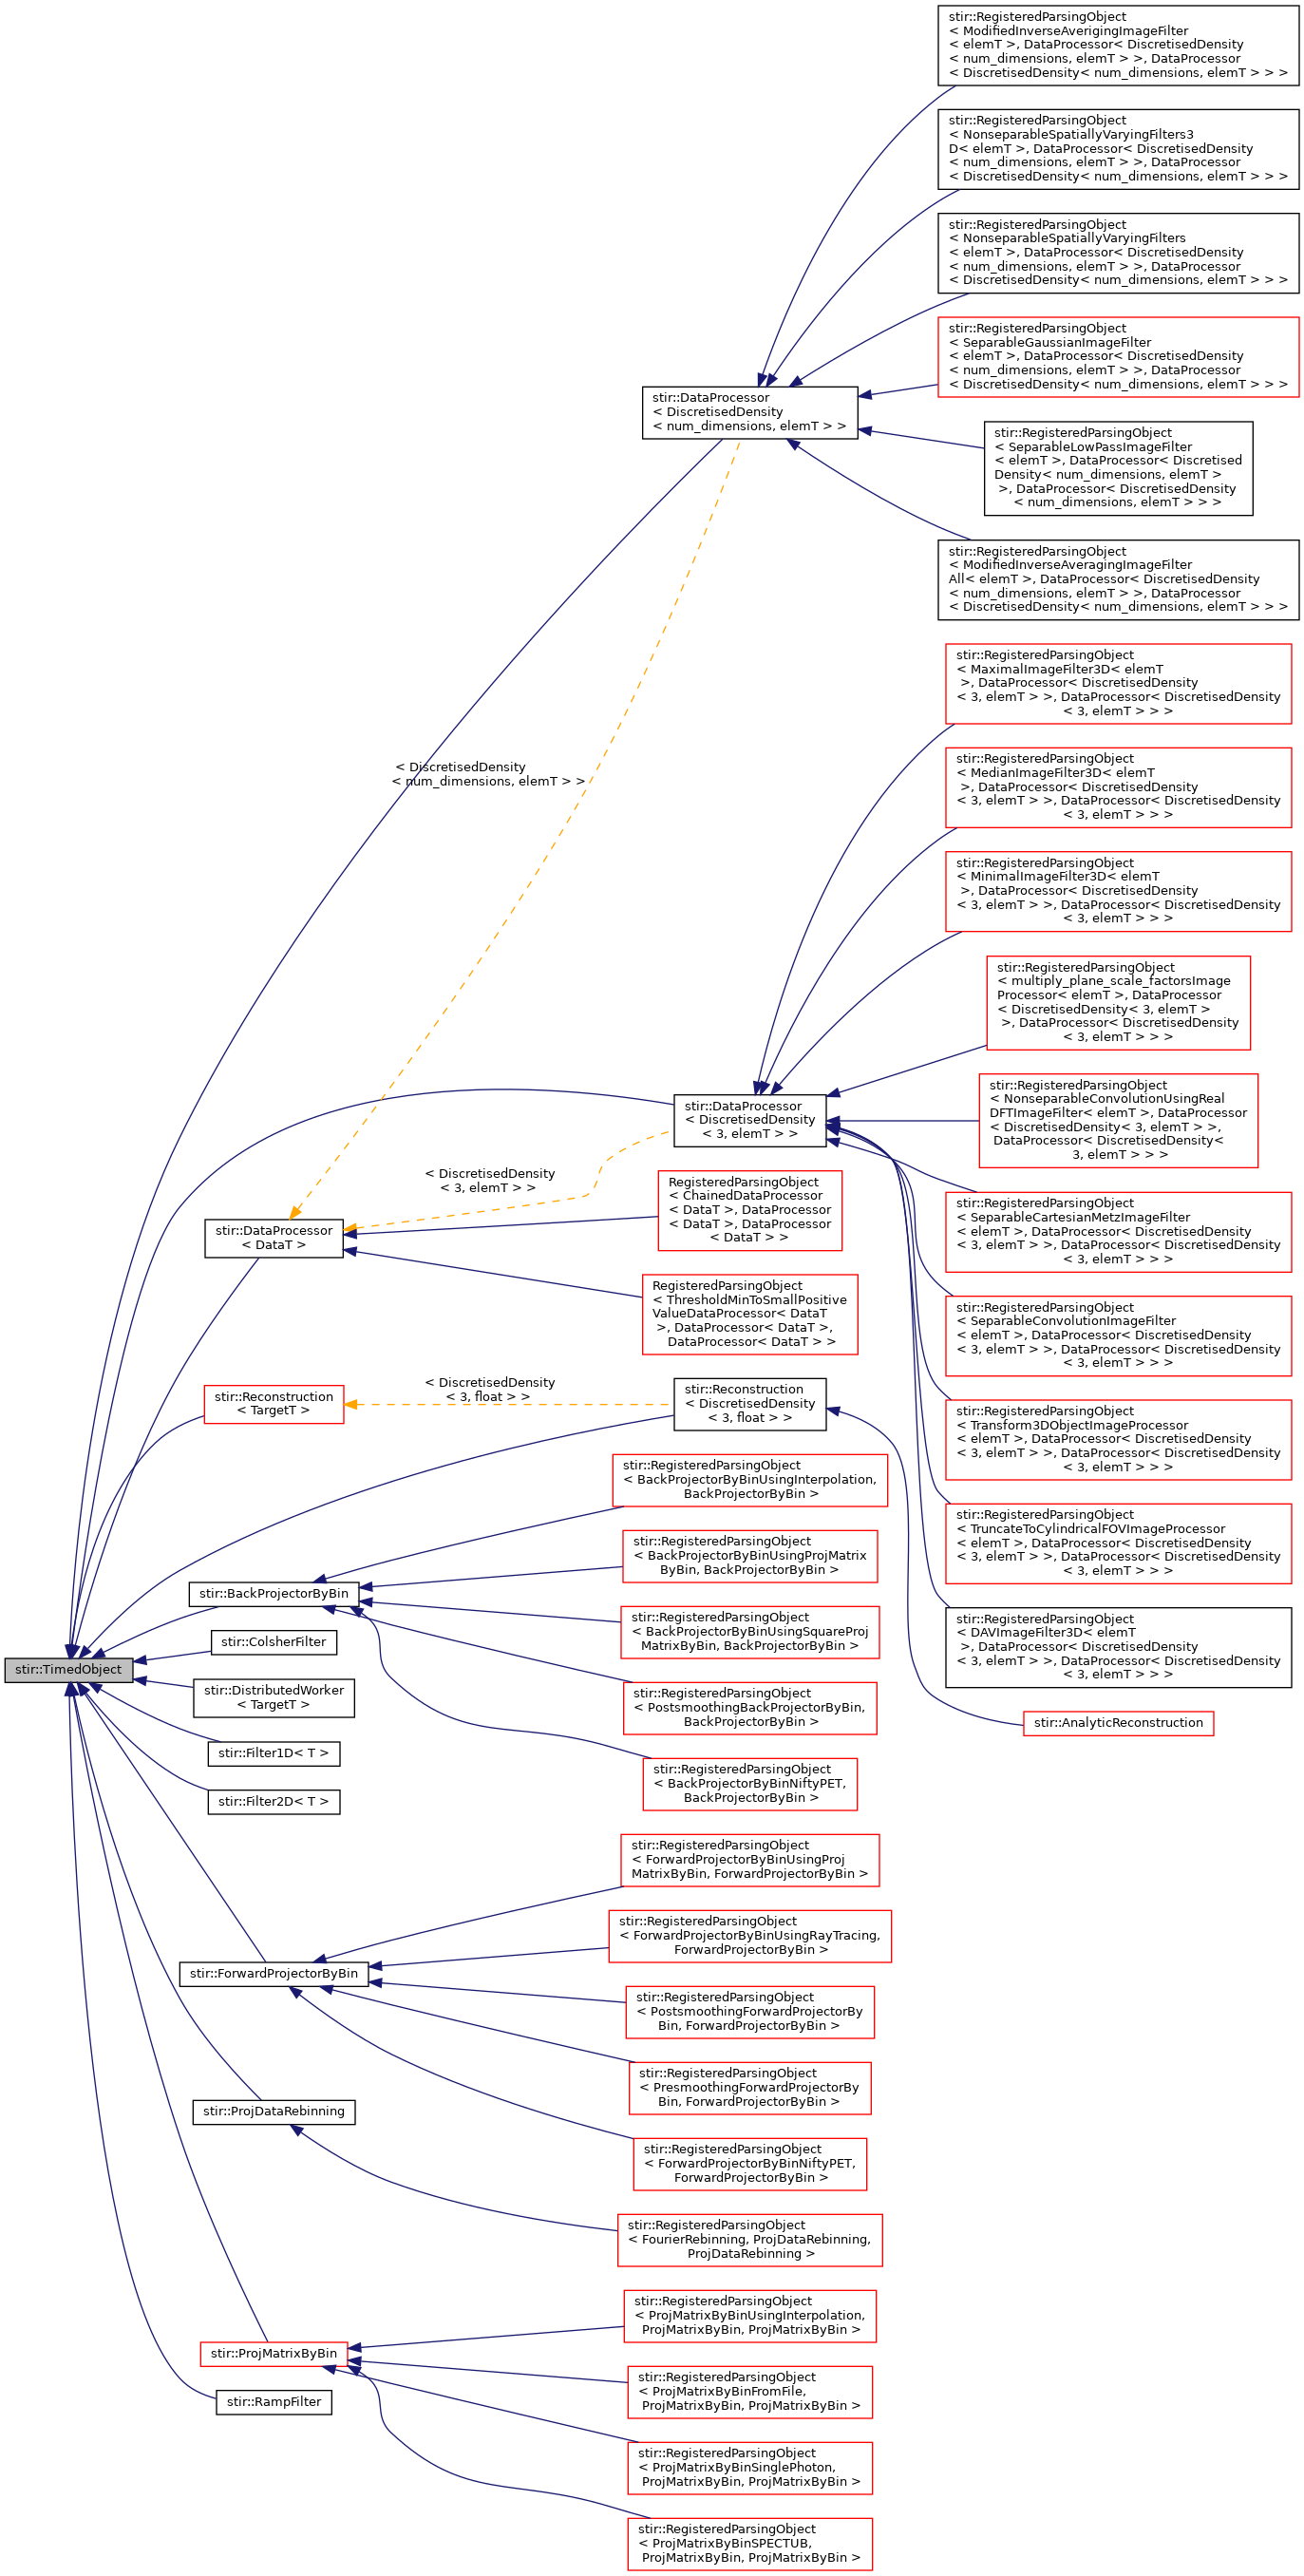 stir::RegisteredParsingObject
< ModifiedInverseAverigingImageFilter
< elemT >, DataProcessor< DiscretisedDensity
< num_dimensions, elemT > >, DataProcessor
< DiscretisedDensity< num_dimensions, elemT > > >
stir::RegisteredParsingObject
< NonseparableSpatiallyVaryingFilters3
D< elemT >, DataProcessor< DiscretisedDensity
< num_dimensions, elemT > >, DataProcessor
< DiscretisedDensity< num_dimensions, elemT > > >
stir::RegisteredParsingObject
< NonseparableSpatiallyVaryingFilters
< elemT >, DataProcessor< DiscretisedDensity
< num_dimensions, elemT > >, DataProcessor
< DiscretisedDensity< num_dimensions, elemT > > >
stir::RegisteredParsingObject
< SeparableGaussianImageFilter
< elemT >, DataProcessor< DiscretisedDensity
< num_dimensions, elemT > >, DataProcessor
< DiscretisedDensity< num_dimensions, elemT > > >
stir::DataProcessor
< DiscretisedDensity
< num_dimensions, elemT > >
stir::RegisteredParsingObject
< SeparableLowPassImageFilter
< elemT >, DataProcessor< Discretised
Density< num_dimensions, elemT >
>, DataProcessor< DiscretisedDensity
< num_dimensions, elemT > > >
stir::RegisteredParsingObject
< ModifiedInverseAveragingImageFilter
All< elemT >, DataProcessor< DiscretisedDensity
< num_dimensions, elemT > >, DataProcessor
< DiscretisedDensity< num_dimensions, elemT > > >
stir::RegisteredParsingObject
< MaximalImageFilter3D< elemT
>, DataProcessor< DiscretisedDensity
< 3, elemT > >, DataProcessor< DiscretisedDensity
< 3, elemT > > >
< DiscretisedDensity
< num_dimensions, elemT > >
stir::RegisteredParsingObject
< MedianImageFilter3D< elemT
>, DataProcessor< DiscretisedDensity
< 3, elemT > >, DataProcessor< DiscretisedDensity
< 3, elemT > > >
stir::RegisteredParsingObject
< MinimalImageFilter3D< elemT
>, DataProcessor< DiscretisedDensity
< 3, elemT > >, DataProcessor< DiscretisedDensity
< 3, elemT > > >
stir::RegisteredParsingObject
< multiply_plane_scale_factorsImage
Processor< elemT >, DataProcessor
< DiscretisedDensity< 3, elemT >
>, DataProcessor< DiscretisedDensity
< 3, elemT > > >
stir::DataProcessor
< DiscretisedDensity
< 3, elemT > >
stir::RegisteredParsingObject
< NonseparableConvolutionUsingReal
DFTImageFilter< elemT >, DataProcessor
< DiscretisedDensity< 3, elemT > >,
DataProcessor< DiscretisedDensity<
3, elemT > > >
< DiscretisedDensity
< 3, elemT > >
RegisteredParsingObject
< ChainedDataProcessor
< DataT >, DataProcessor
< DataT >, DataProcessor
< DataT > >
stir::DataProcessor
< DataT >
stir::RegisteredParsingObject
< SeparableCartesianMetzImageFilter
< elemT >, DataProcessor< DiscretisedDensity
< 3, elemT > >, DataProcessor< DiscretisedDensity
< 3, elemT > > >
RegisteredParsingObject
< ThresholdMinToSmallPositive
ValueDataProcessor< DataT
>, DataProcessor< DataT >,
DataProcessor< DataT > >
stir::RegisteredParsingObject
< SeparableConvolutionImageFilter
< elemT >, DataProcessor< DiscretisedDensity
< 3, elemT > >, DataProcessor< DiscretisedDensity
< 3, elemT > > >
stir::Reconstruction
< TargetT >
< DiscretisedDensity
< 3, float > >
stir::Reconstruction
< DiscretisedDensity
< 3, float > >
stir::RegisteredParsingObject
< Transform3DObjectImageProcessor
< elemT >, DataProcessor< DiscretisedDensity
< 3, elemT > >, DataProcessor< DiscretisedDensity
< 3, elemT > > >
stir::RegisteredParsingObject
< BackProjectorByBinUsingInterpolation,
BackProjectorByBin >
stir::RegisteredParsingObject
< TruncateToCylindricalFOVImageProcessor
< elemT >, DataProcessor< DiscretisedDensity
< 3, elemT > >, DataProcessor< DiscretisedDensity
< 3, elemT > > >
stir::RegisteredParsingObject
< BackProjectorByBinUsingProjMatrix
ByBin, BackProjectorByBin >
stir::BackProjectorByBin
stir::RegisteredParsingObject
< BackProjectorByBinUsingSquareProj
MatrixByBin, BackProjectorByBin >
stir::RegisteredParsingObject
< DAVImageFilter3D< elemT
>, DataProcessor< DiscretisedDensity
< 3, elemT > >, DataProcessor< DiscretisedDensity
< 3, elemT > > >
stir::ColsherFilter
stir::TimedObject
stir::DistributedWorker
< TargetT >
stir::RegisteredParsingObject
< PostsmoothingBackProjectorByBin,
BackProjectorByBin >
stir::AnalyticReconstruction
stir::Filter1D< T >
stir::RegisteredParsingObject
< BackProjectorByBinNiftyPET,
BackProjectorByBin >
stir::Filter2D< T >
stir::RegisteredParsingObject
< ForwardProjectorByBinUsingProj
MatrixByBin, ForwardProjectorByBin >
stir::RegisteredParsingObject
< ForwardProjectorByBinUsingRayTracing,
ForwardProjectorByBin >
stir::ForwardProjectorByBin
stir::RegisteredParsingObject
< PostsmoothingForwardProjectorBy
Bin, ForwardProjectorByBin >
stir::RegisteredParsingObject
< PresmoothingForwardProjectorBy
Bin, ForwardProjectorByBin >
stir::ProjDataRebinning
stir::RegisteredParsingObject
< ForwardProjectorByBinNiftyPET,
ForwardProjectorByBin >
stir::RegisteredParsingObject
< FourierRebinning, ProjDataRebinning,
ProjDataRebinning >
stir::RegisteredParsingObject
< ProjMatrixByBinUsingInterpolation,
ProjMatrixByBin, ProjMatrixByBin >
stir::ProjMatrixByBin
stir::RegisteredParsingObject
< ProjMatrixByBinFromFile,
ProjMatrixByBin, ProjMatrixByBin >
stir::RampFilter
stir::RegisteredParsingObject
< ProjMatrixByBinSinglePhoton,
ProjMatrixByBin, ProjMatrixByBin >
stir::RegisteredParsingObject
< ProjMatrixByBinSPECTUB,
ProjMatrixByBin, ProjMatrixByBin >